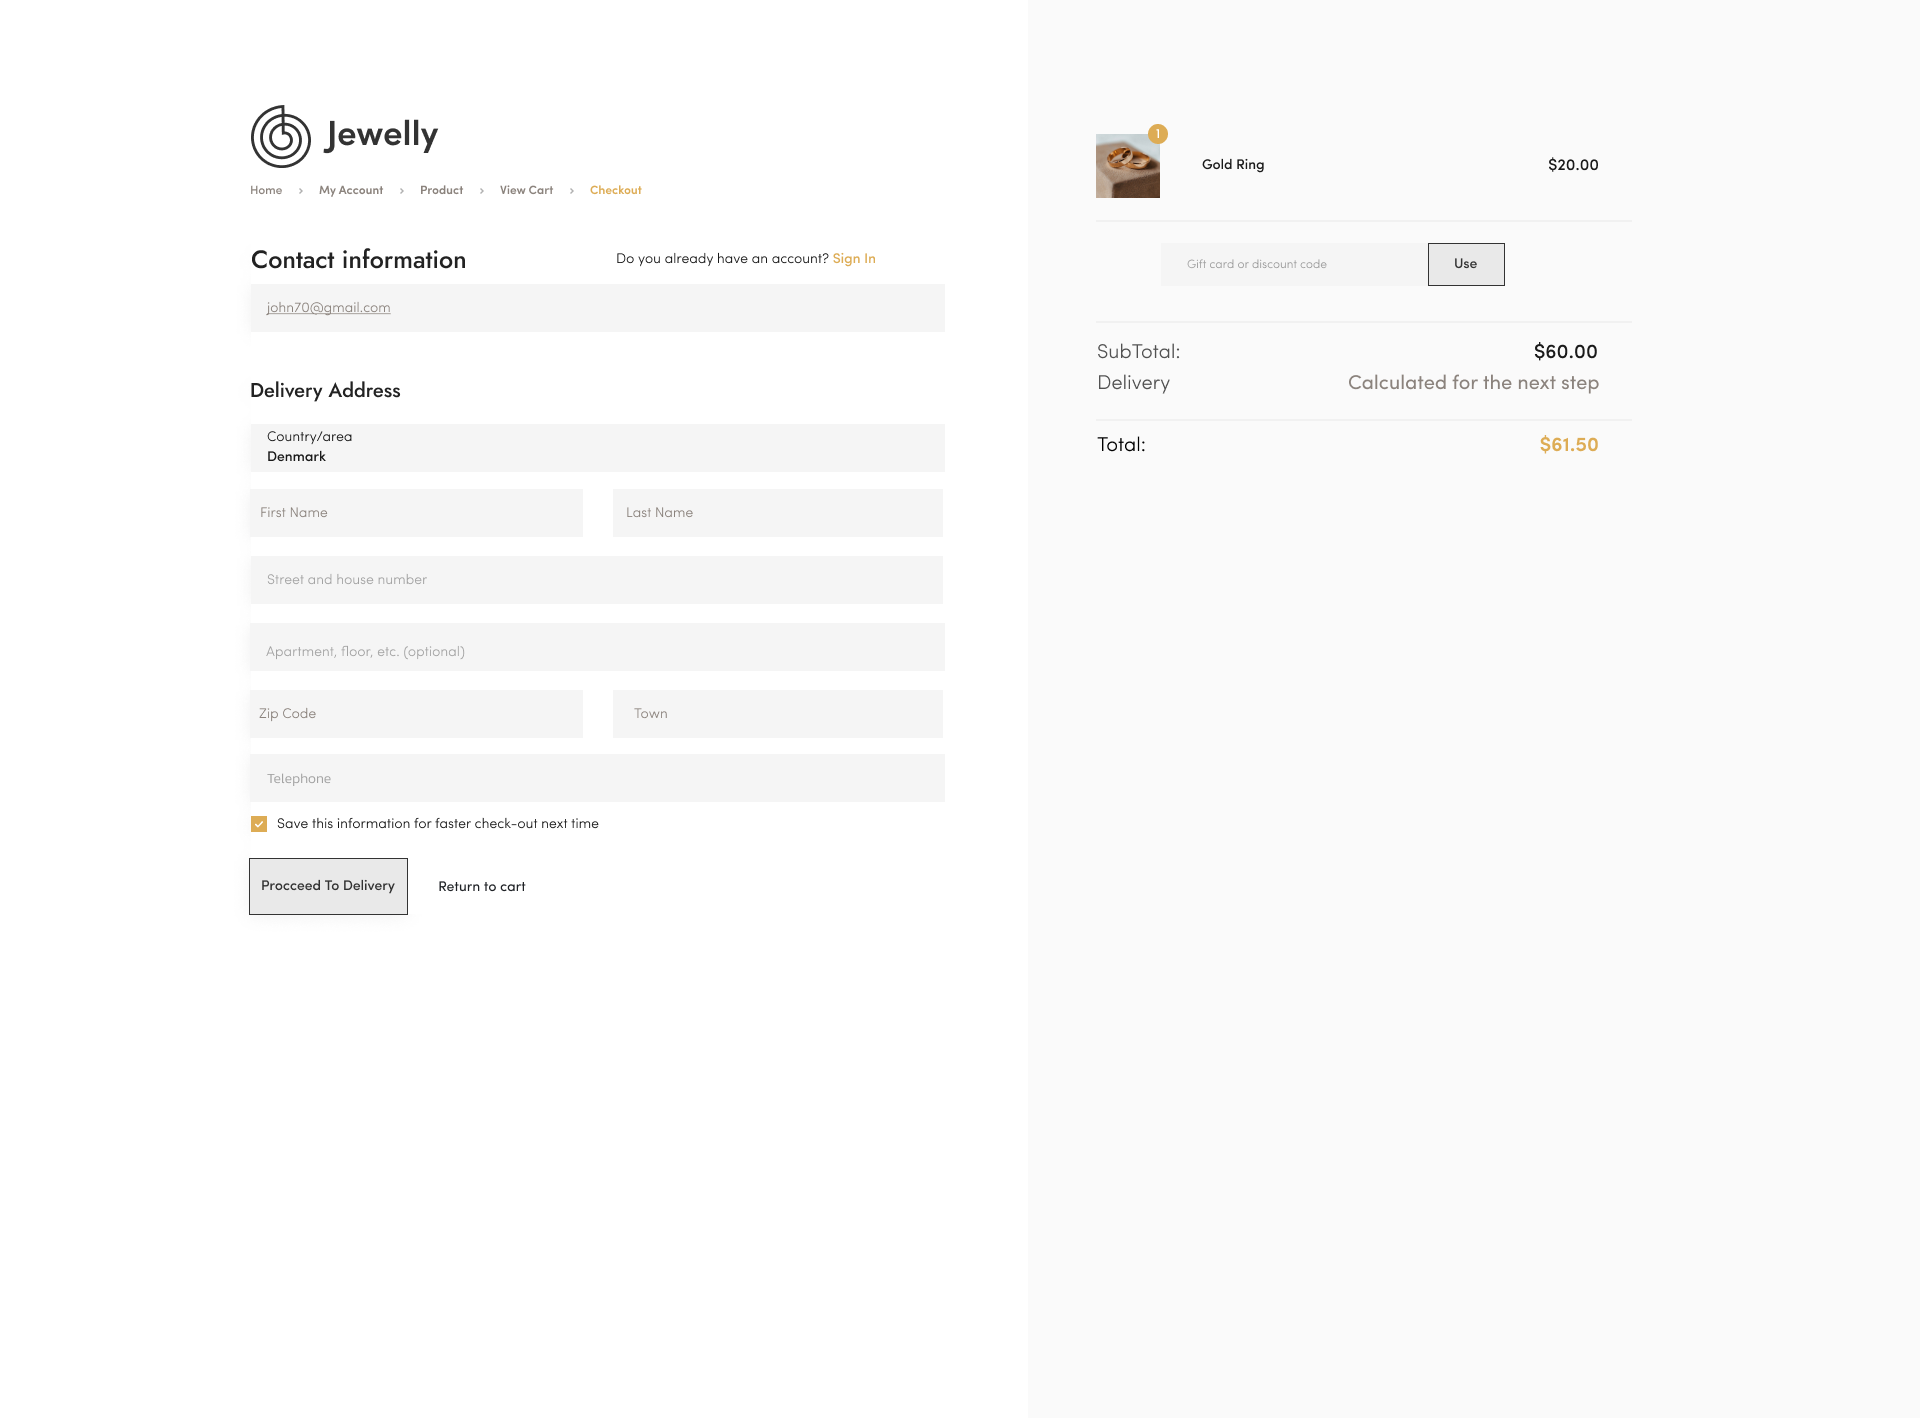 Jewelly
Home > My Account > Product > View Cart > Checkout
Contact information
Do you already have an account? Sign In
john70@gmail.com
Delivery Address
Country/area
Denmark
First Name
Last Name
Street and house number
Apartment, floor, etc. (optional)
Zip Code
Town
Telephone
Save this information for faster check-out next time
Procceed To Delivery
Return to cart
1
Gold Ring
$20.00
Gift card or discount code
Use
SubTotal:
$60.00
Delivery
Calculated for the next step
Total:
$61.50